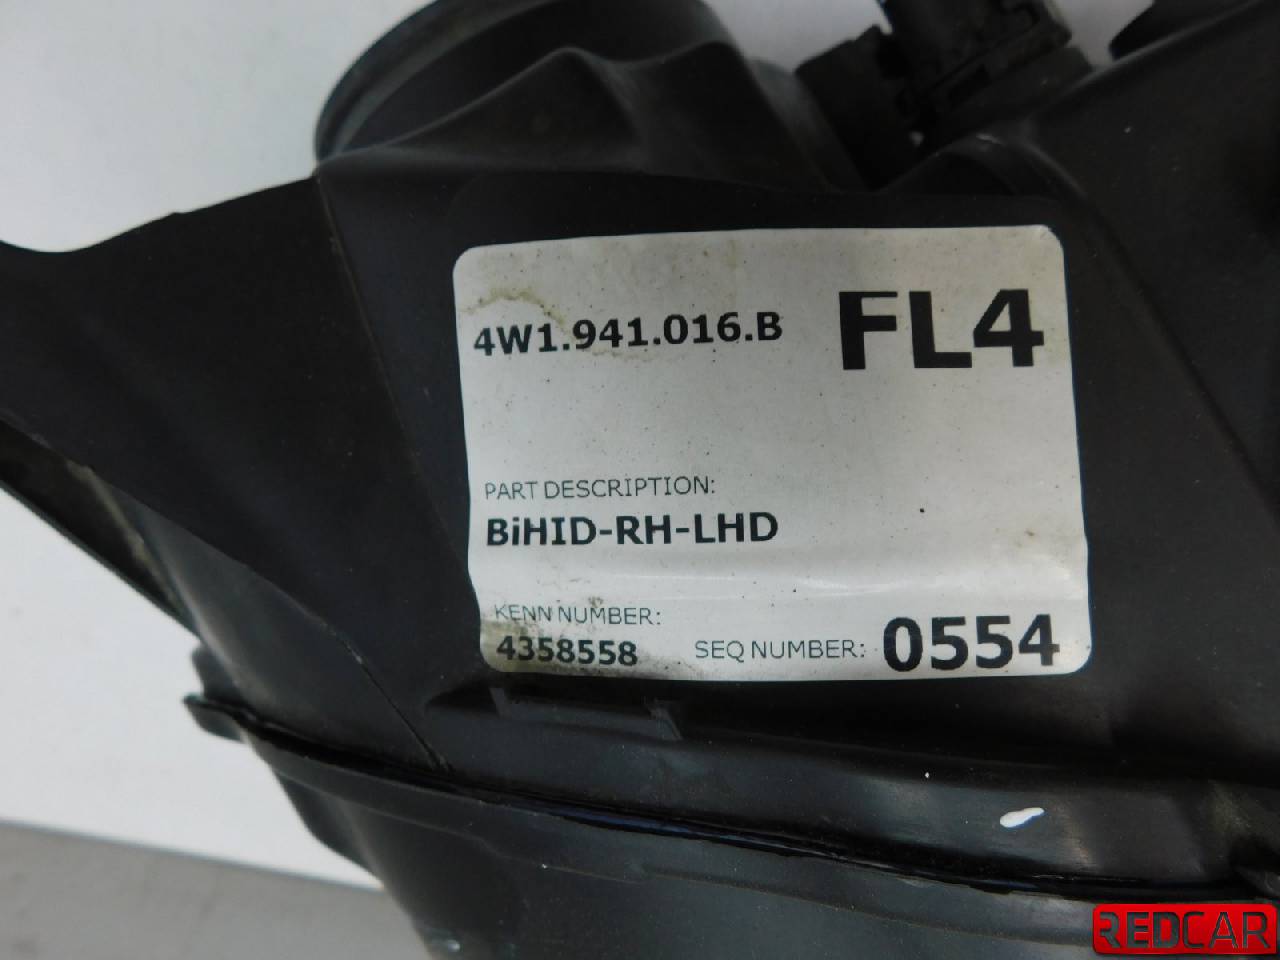 4W1.941.016.B
FL4
PART DESCRIPTION:
BiHID-RH-LHD
KENN NUMBER:
4358558
SEQ NUMBER: 0554
REDCAR